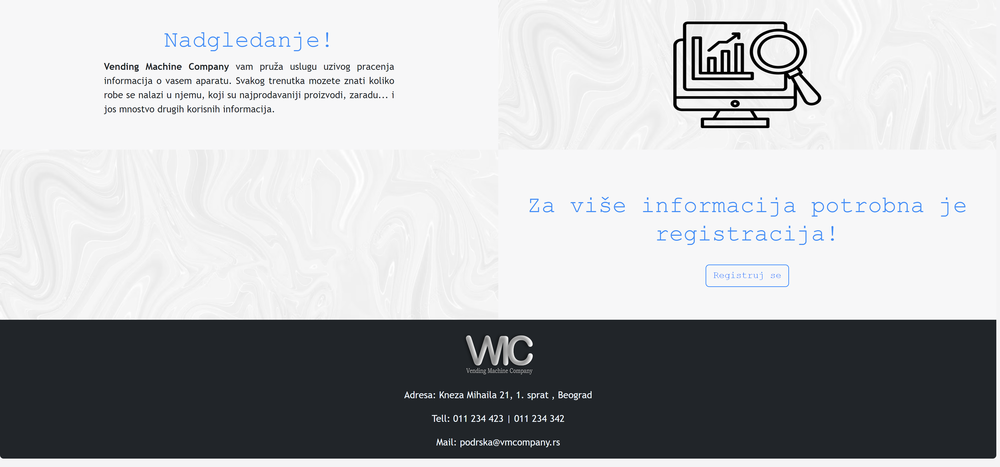 Nadgledanje!
Vending Machine Company vam pruža uslugu uzivog pracenja
informacija o vasem aparatu. Svakog trenutka mozete znati koliko
robe se nalazi u njemu, koji su najprodavaniji proizvodi, zaradu... i
jos mnostvo drugih korisnih informacija.
Za više informacija potrobna je
registracija!
Registruj se
Vending Machine Company
Adresa: Kneza Mihaila 21, 1. sprat , Beograd
Tell: 011 234 423 | 011 234 342
Mail: podrska@vmcompany.rs